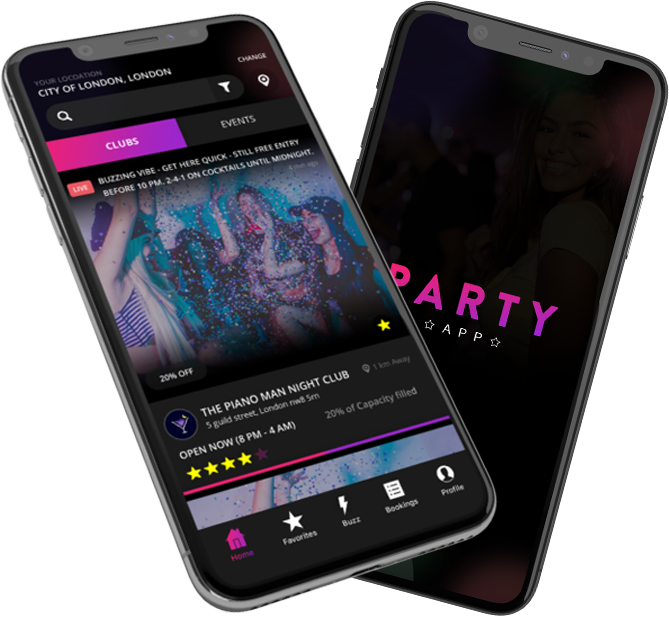 YOUR LOCDATION
CITY OF LONDON, LONDON
CHANGE
CLUBS
EVENTS
LIVE
BUZZING VIBE - GET HERE QUICK - STILL FREE ENTRY
BEFORE 10 PM. 2-4-1 ON COCKTAILS UNTIL MIDNIGHT.
20% OFF
THE PIANO MAN NIGHT CLUB
1 km Away
5 guild street, London nw8 5rn
20% of Capacity filled
OPEN NOW (8 PM - 4 AM)
Home
Favorites
Buzz
Bookings
Profile
PARTY
APP